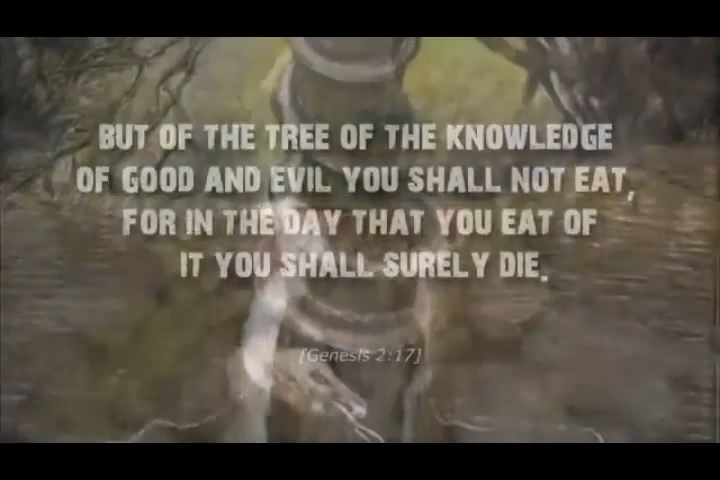 BUT OF THE TREE OF THE KNOWLEDGE
OF GOOD AND EVIL YOU SHALL NOT EAT,
FOR IN THE DAY THAT YOU EAT OF
IT YOU SHALL SURELY DIE.
[Genesis 2:17]